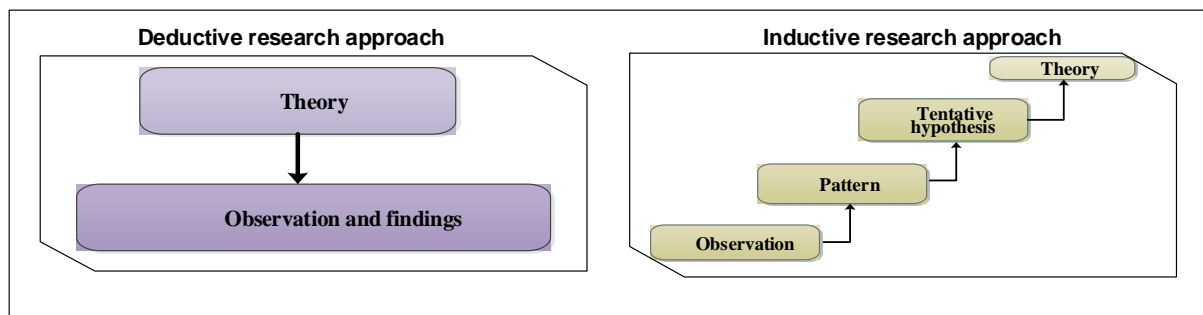 Deductive research approach
Theory
Observation and findings
Inductive research approach
Theory
Tentative
hypothesis
Pattern
Observation